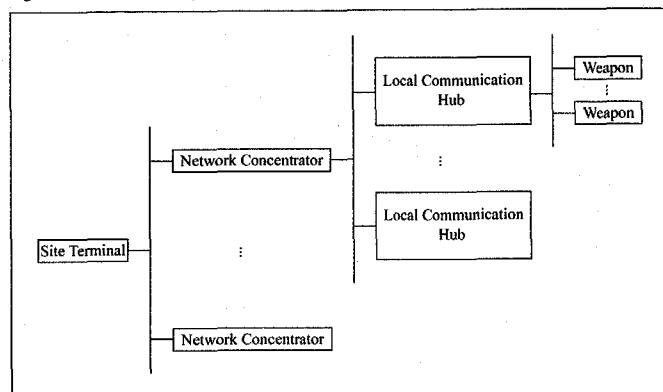 Local Communication
Hub
Weapon
⋮
Weapon
Network Concentrator
⋮
Local Communication
Hub
Site Terminal
⋮
Network Concentrator